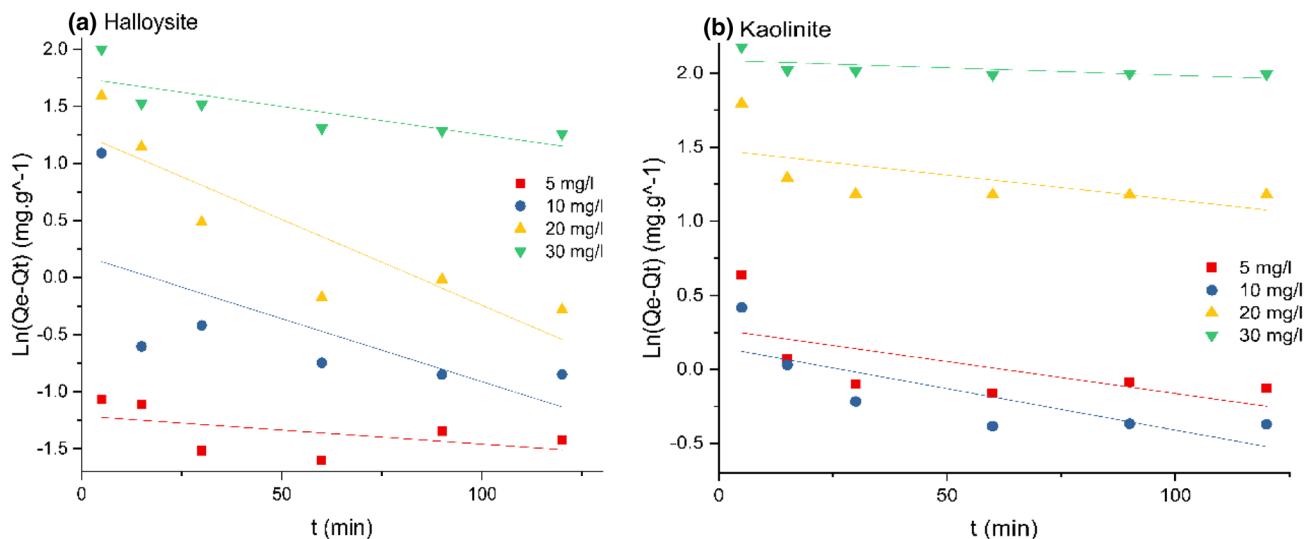 (a) Halloysite
Ln(Qe-Qt) (mg.g^-1)
2.0
1.5
1.0
0.5
0.0
-0.5
-1.0
-1.5
0
50
100
t (min)
5 mg/l
10 mg/l
20 mg/l
30 mg/l
(b) Kaolinite
Ln(Qe-Qt) (mg.g^-1)
2.0
1.5
1.0
0.5
0.0
-0.5
0
50
100
t (min)
5 mg/l
10 mg/l
20 mg/l
30 mg/l